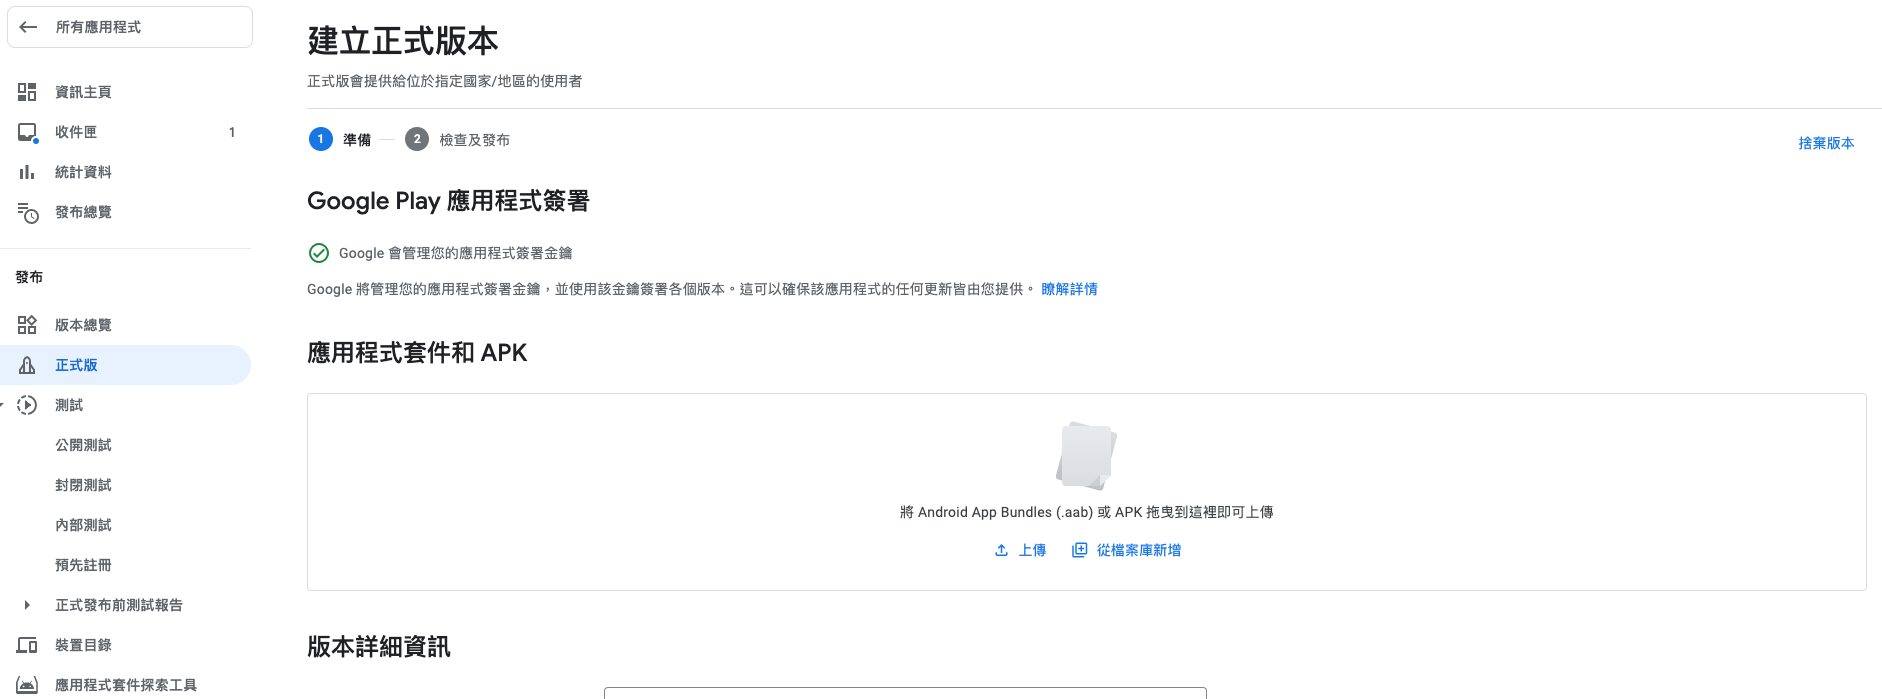 所有應用程式
資訊主頁
收件匣 1
統計資料
發布總覽
發布
版本總覽
正式版
測試
公開測試
封閉測試
內部測試
預先註冊
正式發布前測試報告
裝置目錄
應用程式套件探索工具
建立正式版本
正式版會提供給位於指定國家/地區的使用者
1 準備 2 檢查及發布
捨棄版本
Google Play 應用程式簽署
Google 會管理您的應用程式簽署金鑰
Google 將管理您的應用程式簽署金鑰，並使用該金鑰簽署各個版本。這可以確保該應用程式的任何更新皆由您提供。 瞭解詳情
應用程式套件和 APK
將 Android App Bundles (.aab) 或 APK 拖曳到這裡即可上傳
上傳 從檔案庫新增
版本詳細資訊